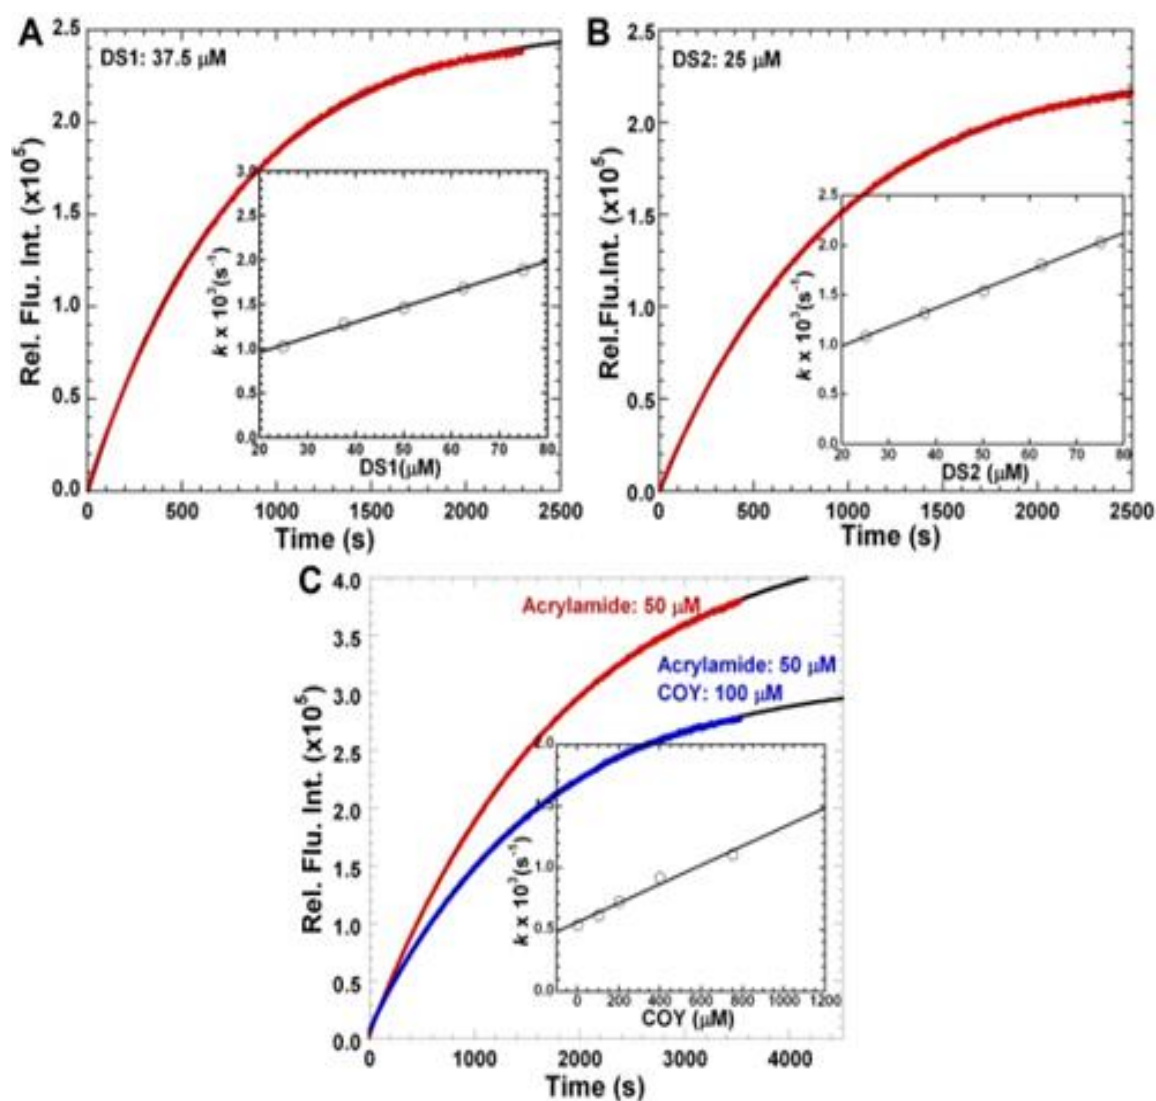 A
DS1: 37.5 μM
Rel. Flu. Int. (x10⁵)
2.5
2.0
1.5
1.0
0.5
0.0
0 500 1000 1500 2000 2500
Time (s)
k x 10³(s⁻¹)
3.0
2.5
2.0
1.5
1.0
0.5
0.0
20 30 40 50 60 70 80
DS1(μM)
B
DS2: 25 μM
Rel.Flu.Int. (x10⁵)
2.5
2.0
1.5
1.0
0.5
0.0
0 500 1000 1500 2000 2500
Time (s)
k x 10³(s⁻¹)
2.5
2.0
1.5
1.0
0.5
0.0
20 30 40 50 60 70 80
DS2 (μM)
C
Acrylamide: 50 μM
Acrylamide: 50 μM
COY: 100 μM
Rel. Flu. Int. (x10⁵)
4.0
3.5
3.0
2.5
2.0
1.5
1.0
0.5
0.0
0 1000 2000 3000 4000
Time (s)
k x 10³(s⁻¹)
1.0
0.5
0.0
0 200 400 600 800 1000 1200
COY (μM)